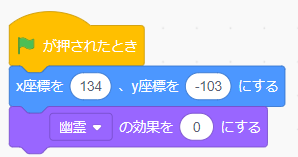 が押されたとき
x座標を 134 、y座標を -103 にする
幽霊 の効果を 0 にする